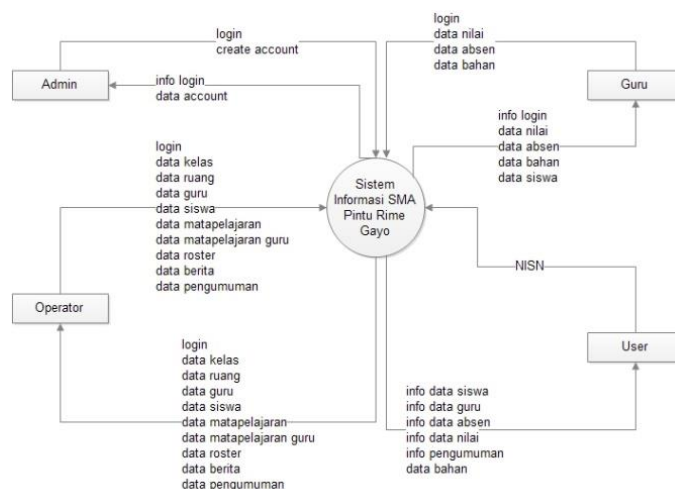 login
create account
Admin
info login
data account
login
data nilai
data absen
data bahan
Guru
info login
data nilai
data absen
data bahan
data siswa
login
data kelas
data ruang
data guru
data siswa
data matapelajaran
data matapelajaran guru
data roster
data berita
data pengumuman
Sistem
Informasi SMA
Pintu Rime
Gayo
NISN
Operator
User
login
data kelas
data ruang
data guru
data siswa
data matapelajaran
data matapelajaran guru
data roster
data berita
data pengumuman
info data siswa
info data guru
info data absen
info data nilai
info pengumuman
data bahan